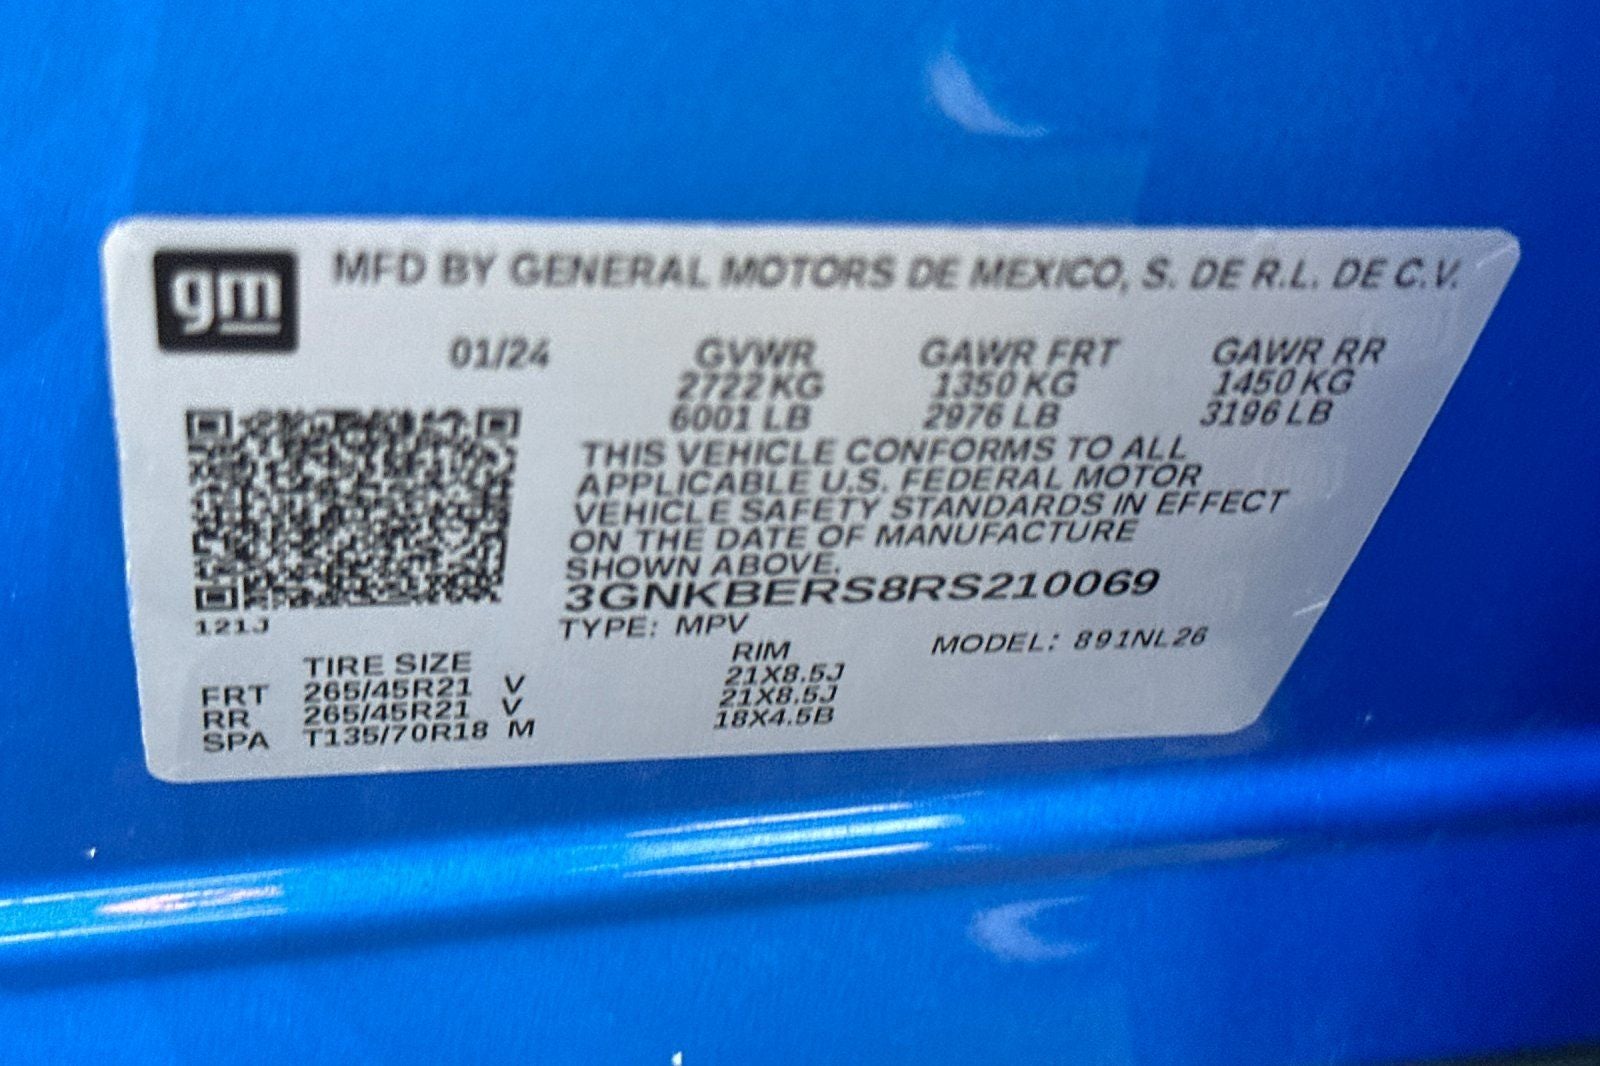 gm
MFD BY GENERAL MOTORS DE MEXICO, S. DE R.L. DE C.V.
01/24 GVWR GAWR FRT GAWR RR
2722 KG 1350 KG 1450 KG
6001 LB 2976 LB 3196 LB
THIS VEHICLE CONFORMS TO ALL
APPLICABLE U.S. FEDERAL MOTOR
VEHICLE SAFETY STANDARDS IN EFFECT
ON THE DATE OF MANUFACTURE
SHOWN ABOVE.
3GNKBERS8RS210069
121J
TYPE: MPV MODEL: 891NL26
TIRE SIZE RIM
FRT 265/45R21 V 21X8.5J
RR 265/45R21 V 21X8.5J
SPA T135/70R18 M 18X4.5B